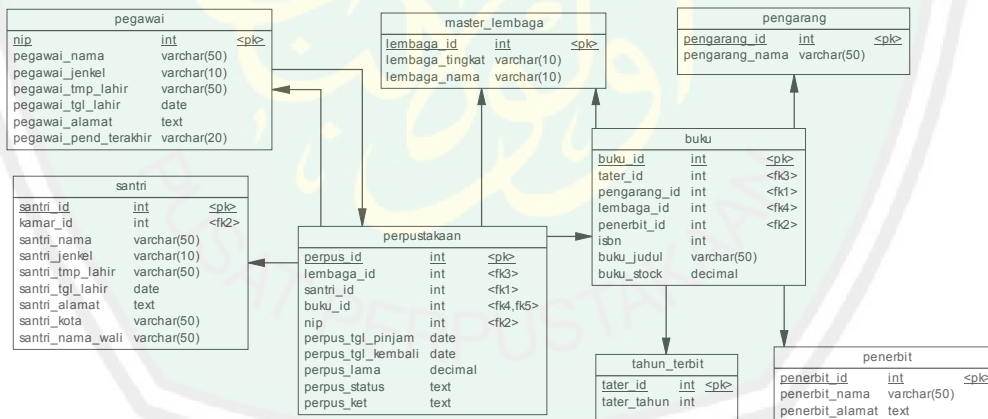 pegawai
nip int <pk>
pegawai_nama varchar(50)
pegawai_jenkel varchar(10)
pegawai_tmp_lahir varchar(50)
pegawai_tgl_lahir date
pegawai_alamat text
pegawai_pend_terakhir varchar(20)
master_lembaga
lembaga_id int <pk>
lembaga_tingkat varchar(10)
lembaga_nama varchar(10)
pengarang
pengarang_id int <pk>
pengarang_nama varchar(50)
buku
buku_id int <pk>
tater_id int <fk3>
pengarang_id int <fk1>
lembaga_id int <fk4>
penerbit_id int <fk2>
isbn int
buku_judul varchar(50)
buku_stock decimal
santri
santri_id int <pk>
kamar_id int <fk2>
santri_nama varchar(50)
santri_jenkel varchar(10)
santri_tmp_lahir varchar(50)
santri_tgl_lahir date
santri_alamat text
santri_kota varchar(50)
santri_nama_wali varchar(50)
perpustakaan
perpus_id int <pk>
lembaga_id int <fk3>
santri_id int <fk1>
buku_id int <fk4,fk5>
nip int <fk2>
perpus_tgl_pinjam date
perpus_tgl_kembali date
perpus_lama decimal
perpus_status text
perpus_ket text
tahun_terbit
tater_id int <pk>
tater_tahun int
penerbit
penerbit_id int <pk>
penerbit_nama varchar(50)
penerbit_alamat text
PUSAT PERPUSTAKAAN